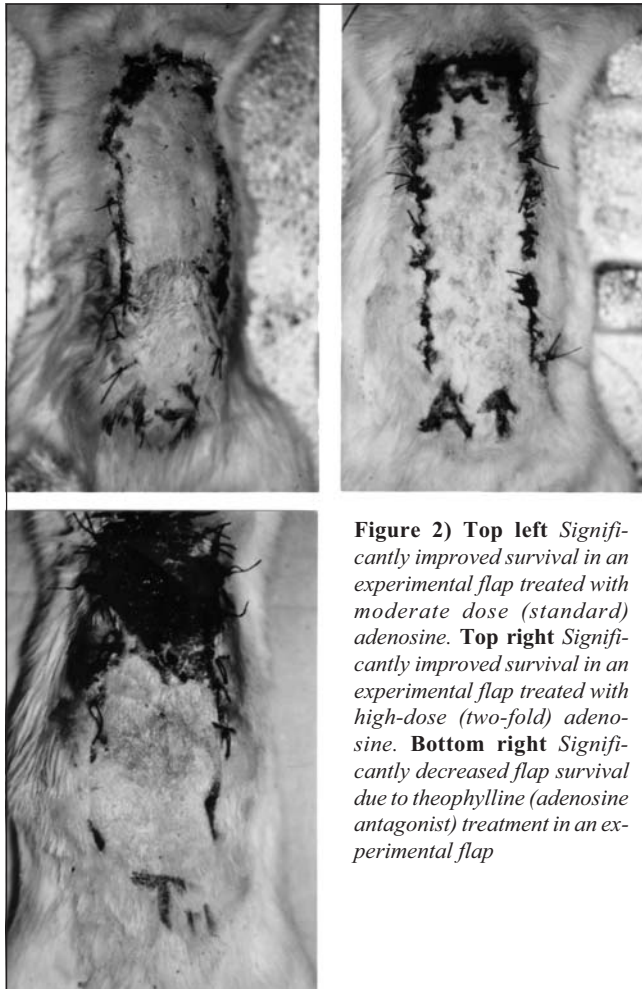 A T
T H
Figure 2) Top left Signifi-
cantly improved survival in an
experimental flap treated with
moderate dose (standard)
adenosine. Top right Signifi-
cantly improved survival in an
experimental flap treated with
high-dose (two-fold) adeno-
sine. Bottom right Signifi-
cantly decreased flap survival
due to theophylline (adenosine
antagonist) treatment in an ex-
perimental flap